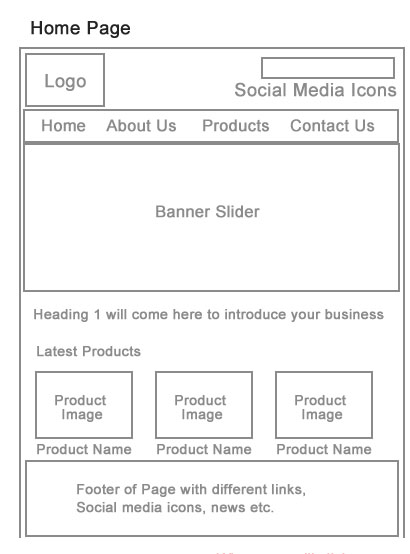 Home Page
Logo
Social Media Icons
Home About Us Products Contact Us
Banner Slider
Heading 1 will come here to introduce your business
Latest Products
Product Image
Product Image
Product Image
Product Name Product Name Product Name
Footer of Page with different links,
Social media icons, news etc.